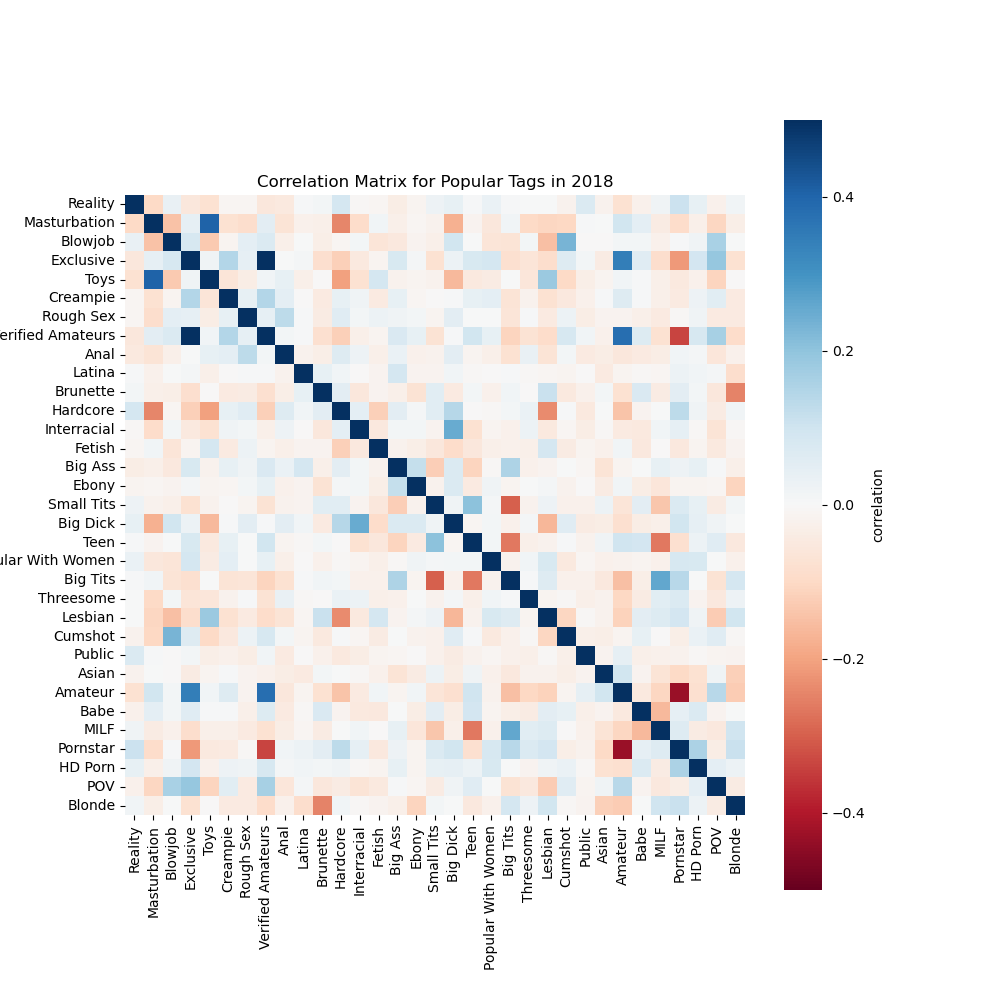 Correlation Matrix for Popular Tags in 2018
Reality
Masturbation
Blowjob
Exclusive
Toys
Creampie
Rough Sex
erified Amateurs
Anal
Latina
Brunette
Hardcore
Interracial
Fetish
Big Ass
Ebony
Small Tits
Big Dick
Teen
ular With Women
Big Tits
Threesome
Lesbian
Cumshot
Public
Asian
Amateur
Babe
MILF
Pornstar
HD Porn
POV
Blonde
Reality
Masturbation
Blowjob
Exclusive
Toys
Creampie
Rough Sex
Verified Amateurs
Anal
Latina
Brunette
Hardcore
Interracial
Fetish
Big Ass
Ebony
Small Tits
Big Dick
Teen
Popular With Women
Big Tits
Threesome
Lesbian
Cumshot
Public
Asian
Amateur
Babe
MILF
Pornstar
HD Porn
POV
Blonde
0.4
0.2
0.0
−0.2
−0.4
correlation